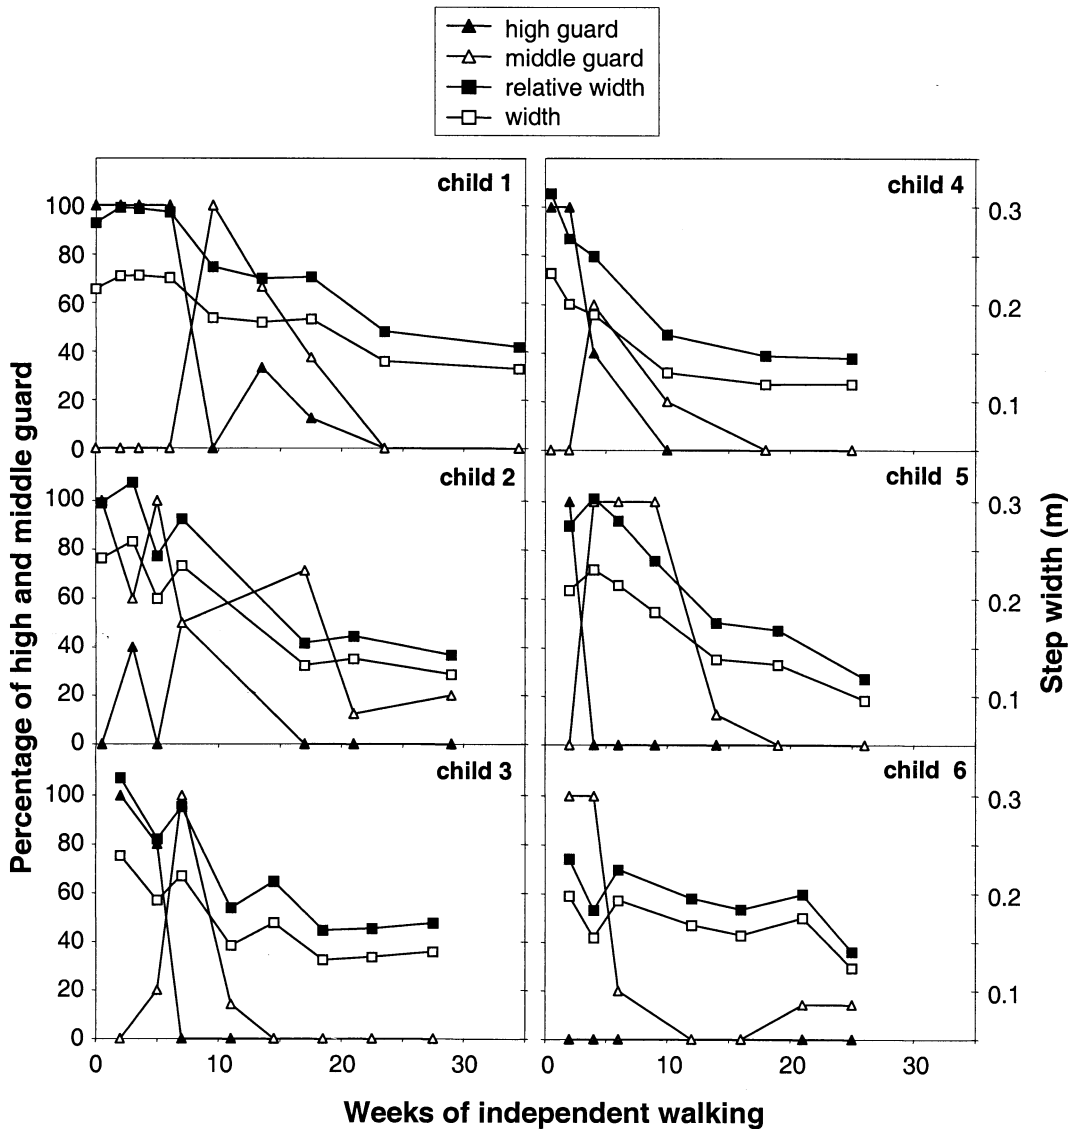 high guard
middle guard
relative width
width
child 1
100
80
60
40
20
0
child 4
0.3
0.2
0.1
child 2
100
80
60
40
20
0
child 5
0.3
0.2
0.1
child 3
100
80
60
40
20
0
child 6
0.3
0.2
0.1
0 10 20 30
0 10 20 30
Percentage of high and middle guard
Step width (m)
Weeks of independent walking